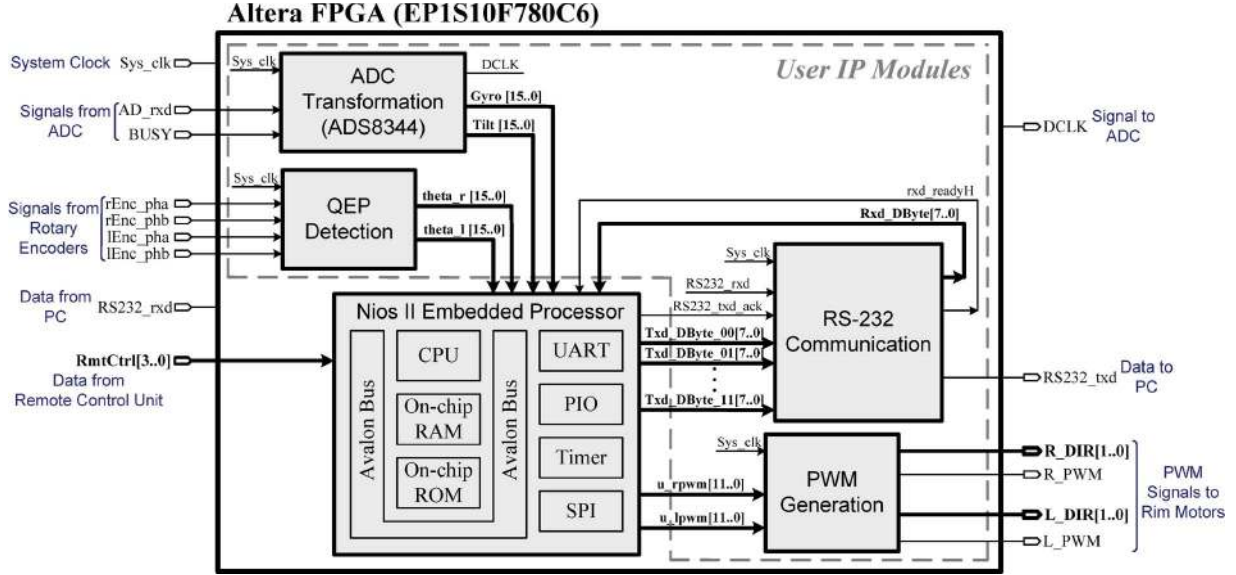 Altera FPGA (EP1S10F780C6)
User IP Modules
System Clock
Sys_clk
Signals from
ADC
AD_rxd
BUSY
Signals from
Rotary
Encoders
rEnc_pha
rEnc_phb
lEnc_pha
lEnc_phb
Data from
PC
RS232_rxd
RmtCtrl[3..0]
Data from
Remote Control Unit
Sys_clk
ADC
Transformation
(ADS8344)
DCLK
Gyro [15..0]
Tilt [15..0]
Sys_clk
QEP
Detection
theta_r [15..0]
theta_l [15..0]
Nios II Embedded Processor
Avalon Bus
CPU
On-chip
RAM
On-chip
ROM
Avalon Bus
UART
PIO
Timer
SPI
rxd_readyH
Rxd_DByte[7..0]
Sys_clk
RS232_rxd
RS232_txd_ack
Txd_DByte_00[7..0]
Txd_DByte_01[7..0]
Txd_DByte_11[7..0]
RS-232
Communication
Sys_clk
u_rpwm[11..0]
u_lpwm[11..0]
PWM
Generation
DCLK
Signal to
ADC
RS232_txd
Data to
PC
R_DIR[1..0]
R_PWM
L_DIR[1..0]
L_PWM
PWM
Signals to
Rim Motors